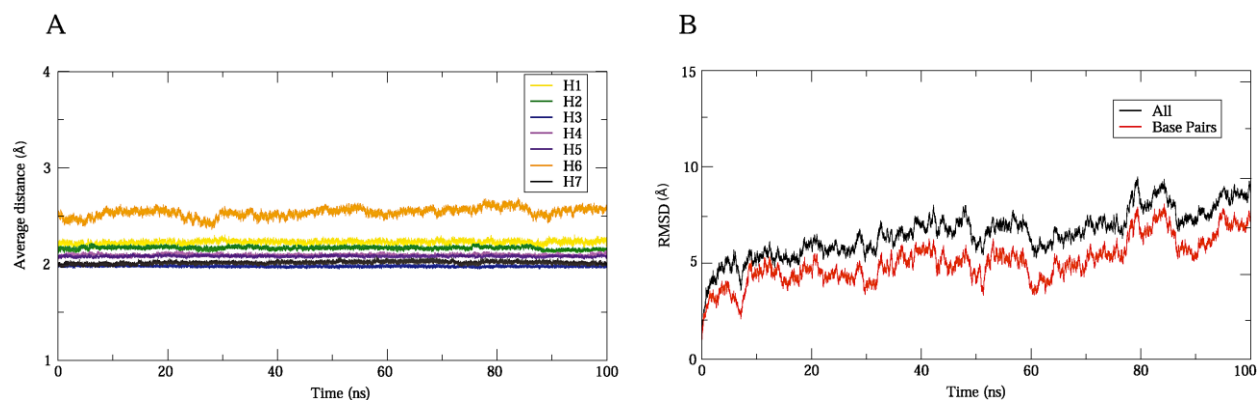 A
Average distance (Å)
4
3
2
1
H1
H2
H3
H4
H5
H6
H7
0
20
40
60
80
100
Time (ns)
B
RMSD (Å)
15
10
5
0
All
Base Pairs
0
20
40
60
80
100
Time (ns)